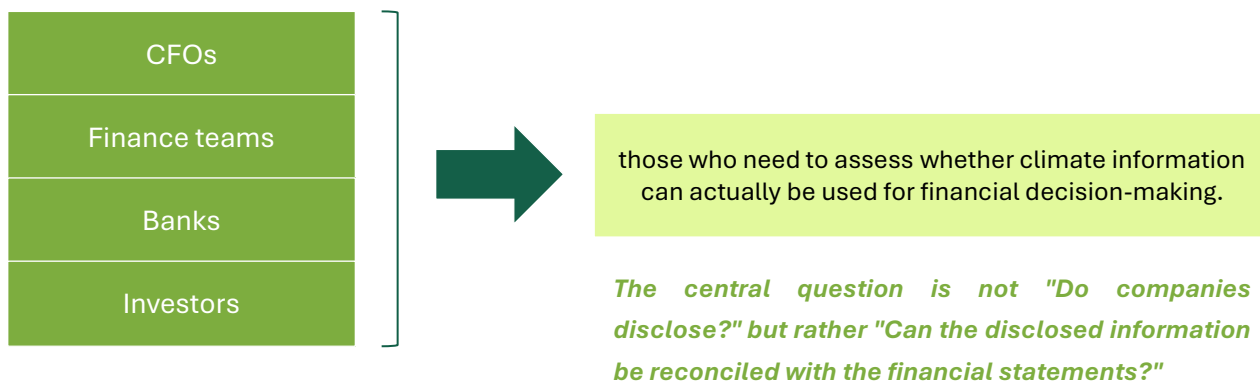 CFOs
Finance teams
Banks
Investors
those who need to assess whether climate information
can actually be used for financial decision-making.
The central question is not "Do companies
disclose?" but rather "Can the disclosed information
be reconciled with the financial statements?"